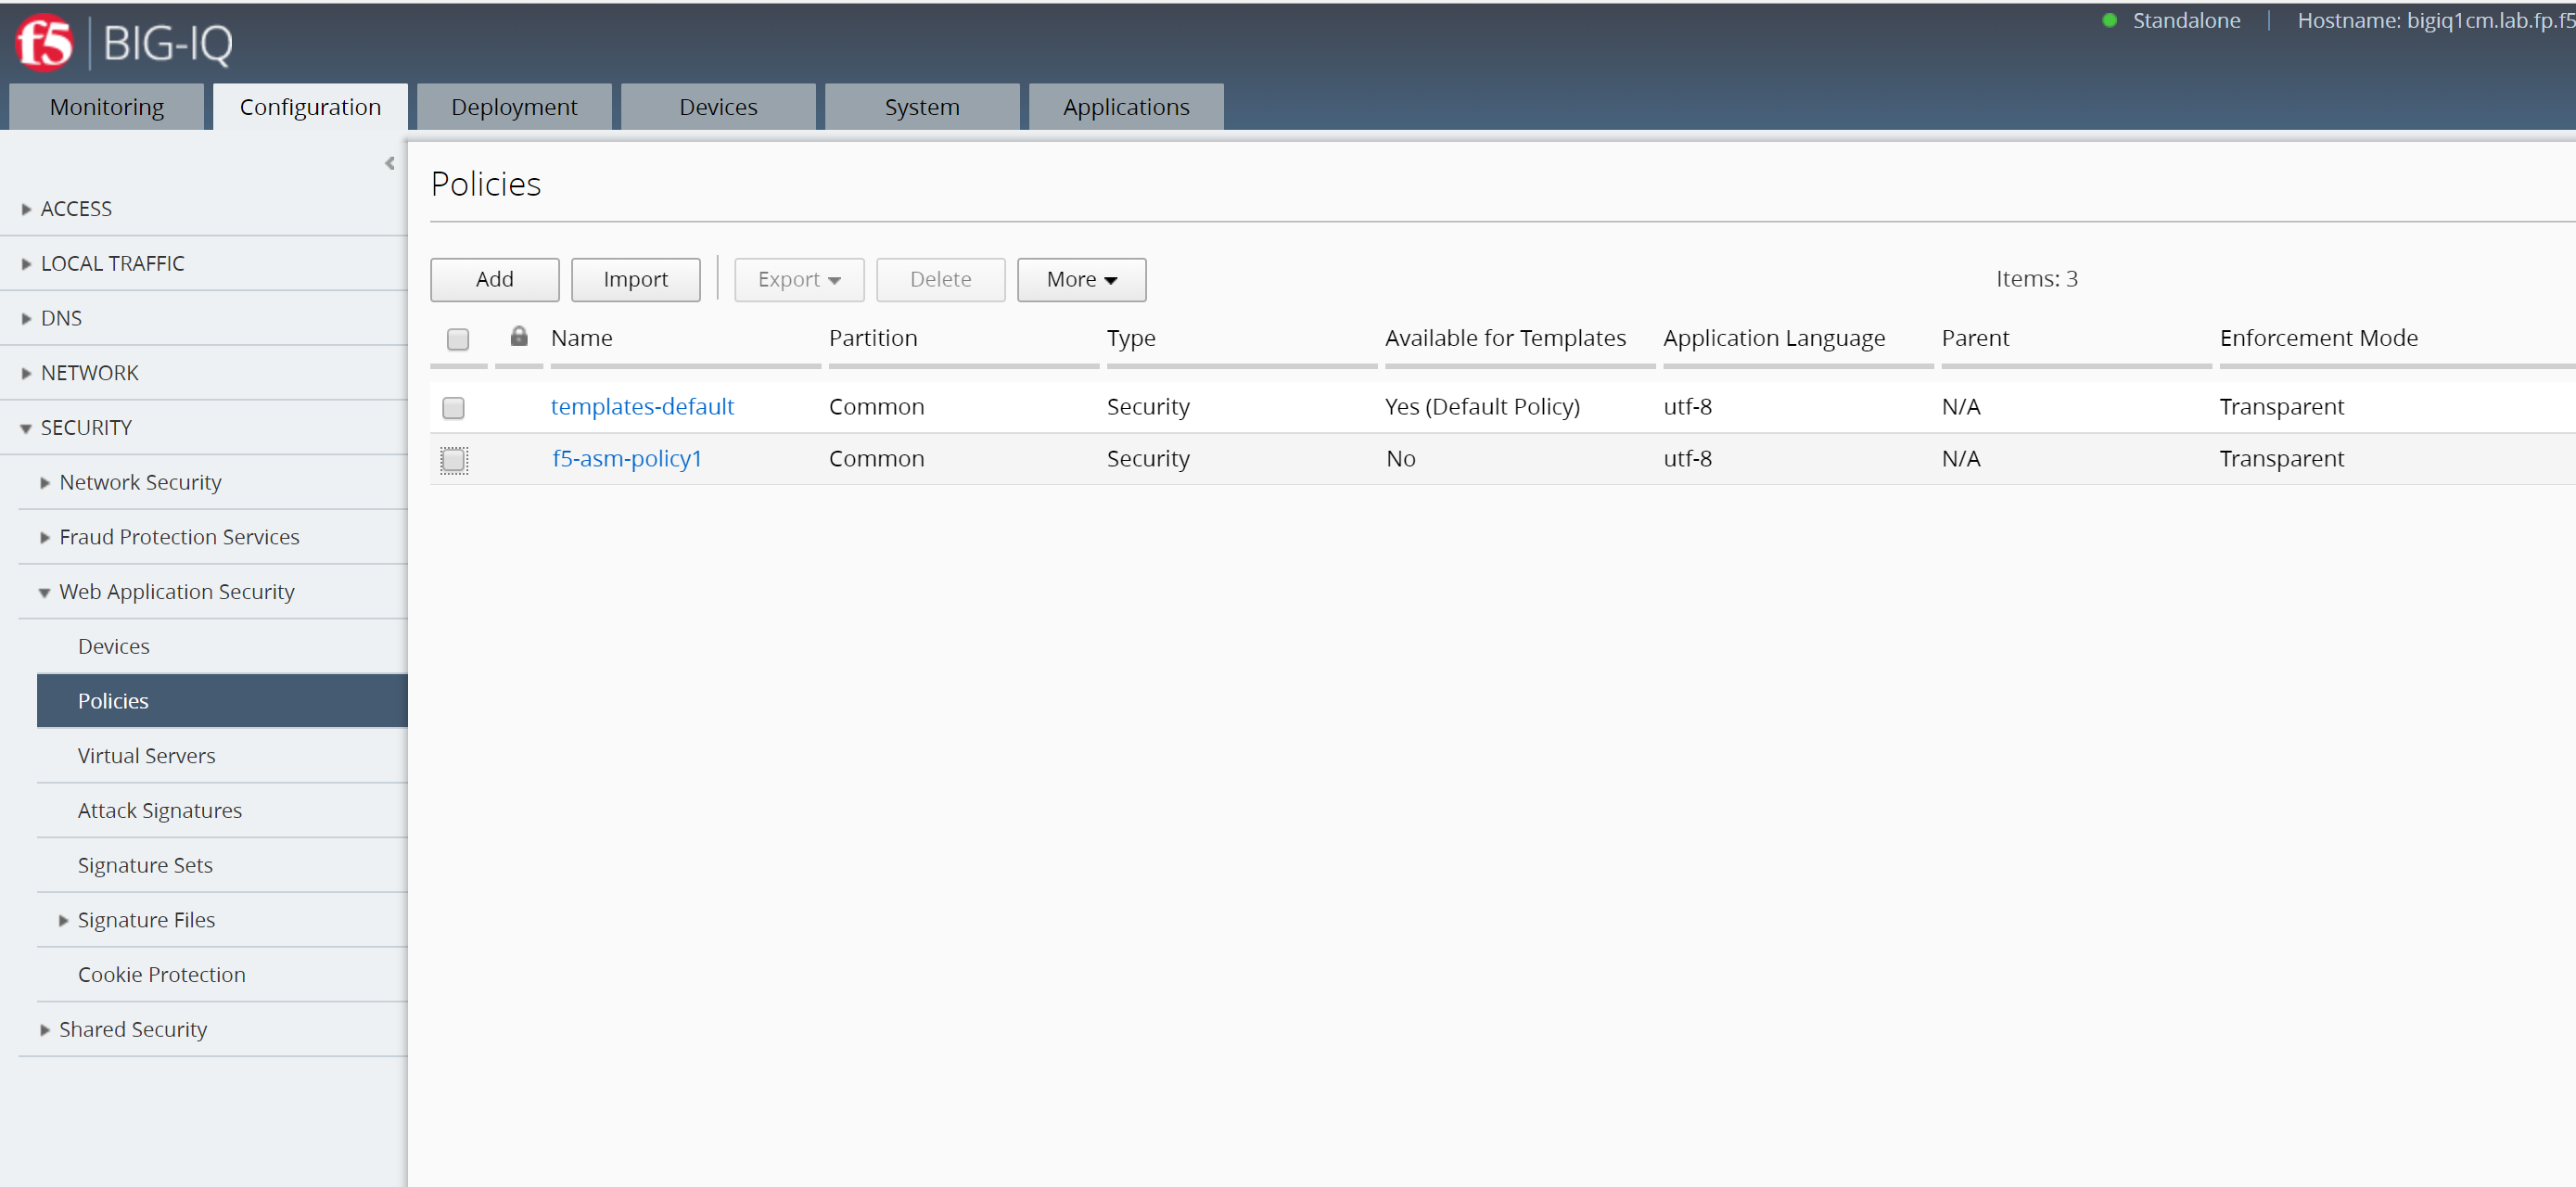 f5 BIG-IQ
Standalone | Hostname: bigiq1cm.lab.fp.f5
Monitoring
Configuration
Deployment
Devices
System
Applications
ACCESS
LOCAL TRAFFIC
DNS
NETWORK
SECURITY
Network Security
Fraud Protection Services
Web Application Security
Devices
Policies
Virtual Servers
Attack Signatures
Signature Sets
Signature Files
Cookie Protection
Shared Security
Policies
Add Import Export Delete More Items: 3
Name Partition Type Available for Templates Application Language Parent Enforcement Mode
templates-default Common Security Yes (Default Policy) utf-8 N/A Transparent
f5-asm-policy1 Common Security No utf-8 N/A Transparent